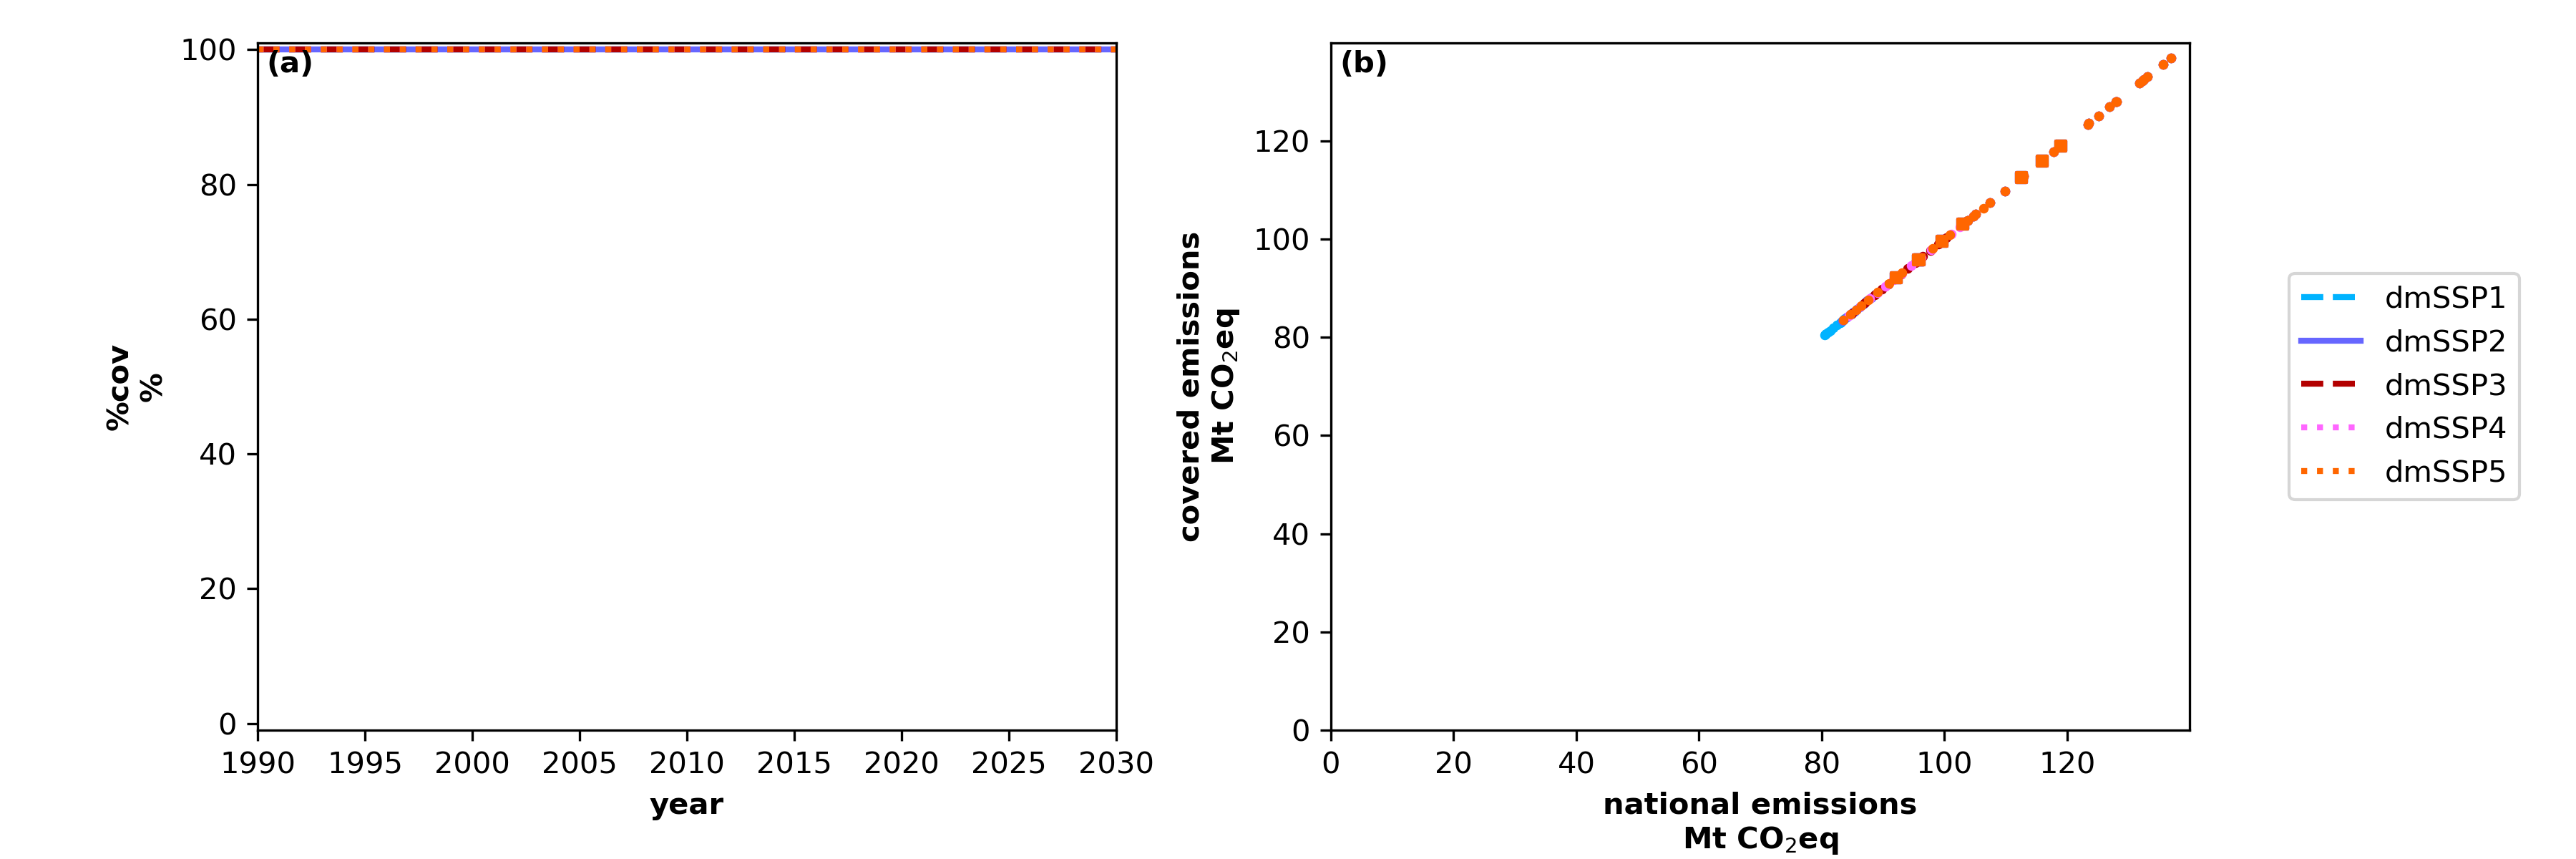 (a)
100
80
60
40
20
0
%cov
%
1990 1995 2000 2005 2010 2015 2020 2025 2030
year
(b)
120
100
80
60
40
20
0
covered emissions
Mt CO₂eq
0 20 40 60 80 100 120
national emissions
Mt CO₂eq
dmSSP1
dmSSP2
dmSSP3
dmSSP4
dmSSP5